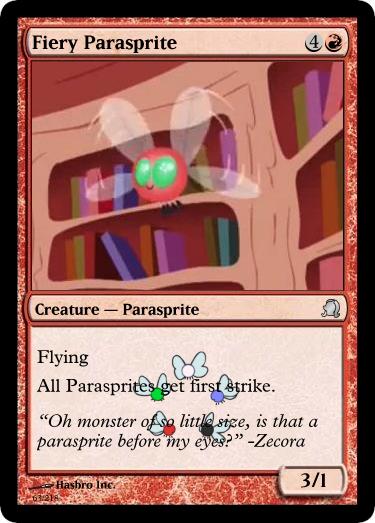 Fiery Parasprite 4
Creature — Parasprite
Flying
All Parasprites get first strike.
“Oh monster of so little size, is that a
parasprite before my eyes?” -Zecora
Hasbro Inc.
3/1